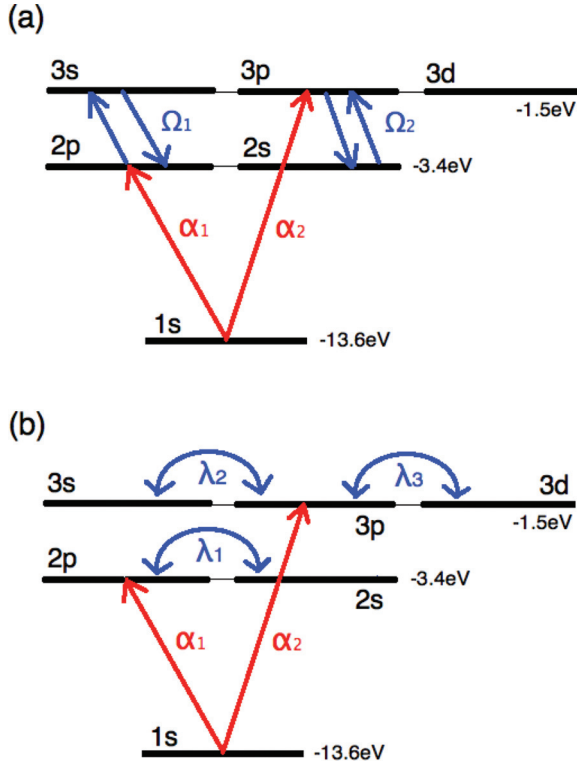 (a)
3s 3p 3d
-1.5eV
Ω1 Ω2
2p 2s -3.4eV
α1 α2
1s -13.6eV
(b)
λ2 λ3
3s 3d
3p -1.5eV
λ1
2p -3.4eV
2s
α1 α2
1s -13.6eV